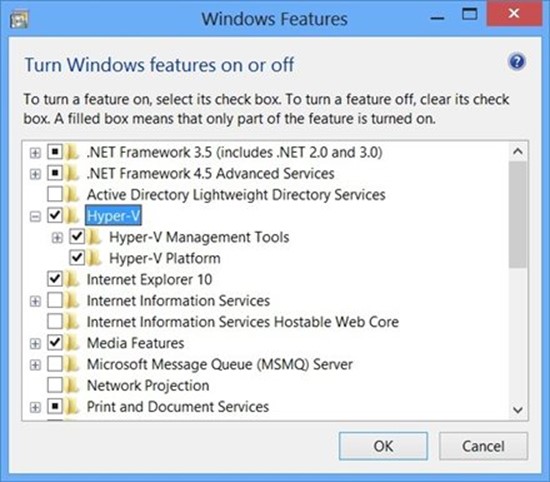 Windows Features
Turn Windows features on or off
To turn a feature on, select its check box. To turn a feature off, clear its check
box. A filled box means that only part of the feature is turned on.
.NET Framework 3.5 (includes .NET 2.0 and 3.0)
.NET Framework 4.5 Advanced Services
Active Directory Lightweight Directory Services
Hyper-V
Hyper-V Management Tools
Hyper-V Platform
Internet Explorer 10
Internet Information Services
Internet Information Services Hostable Web Core
Media Features
Microsoft Message Queue (MSMQ) Server
Network Projection
Print and Document Services
OK
Cancel